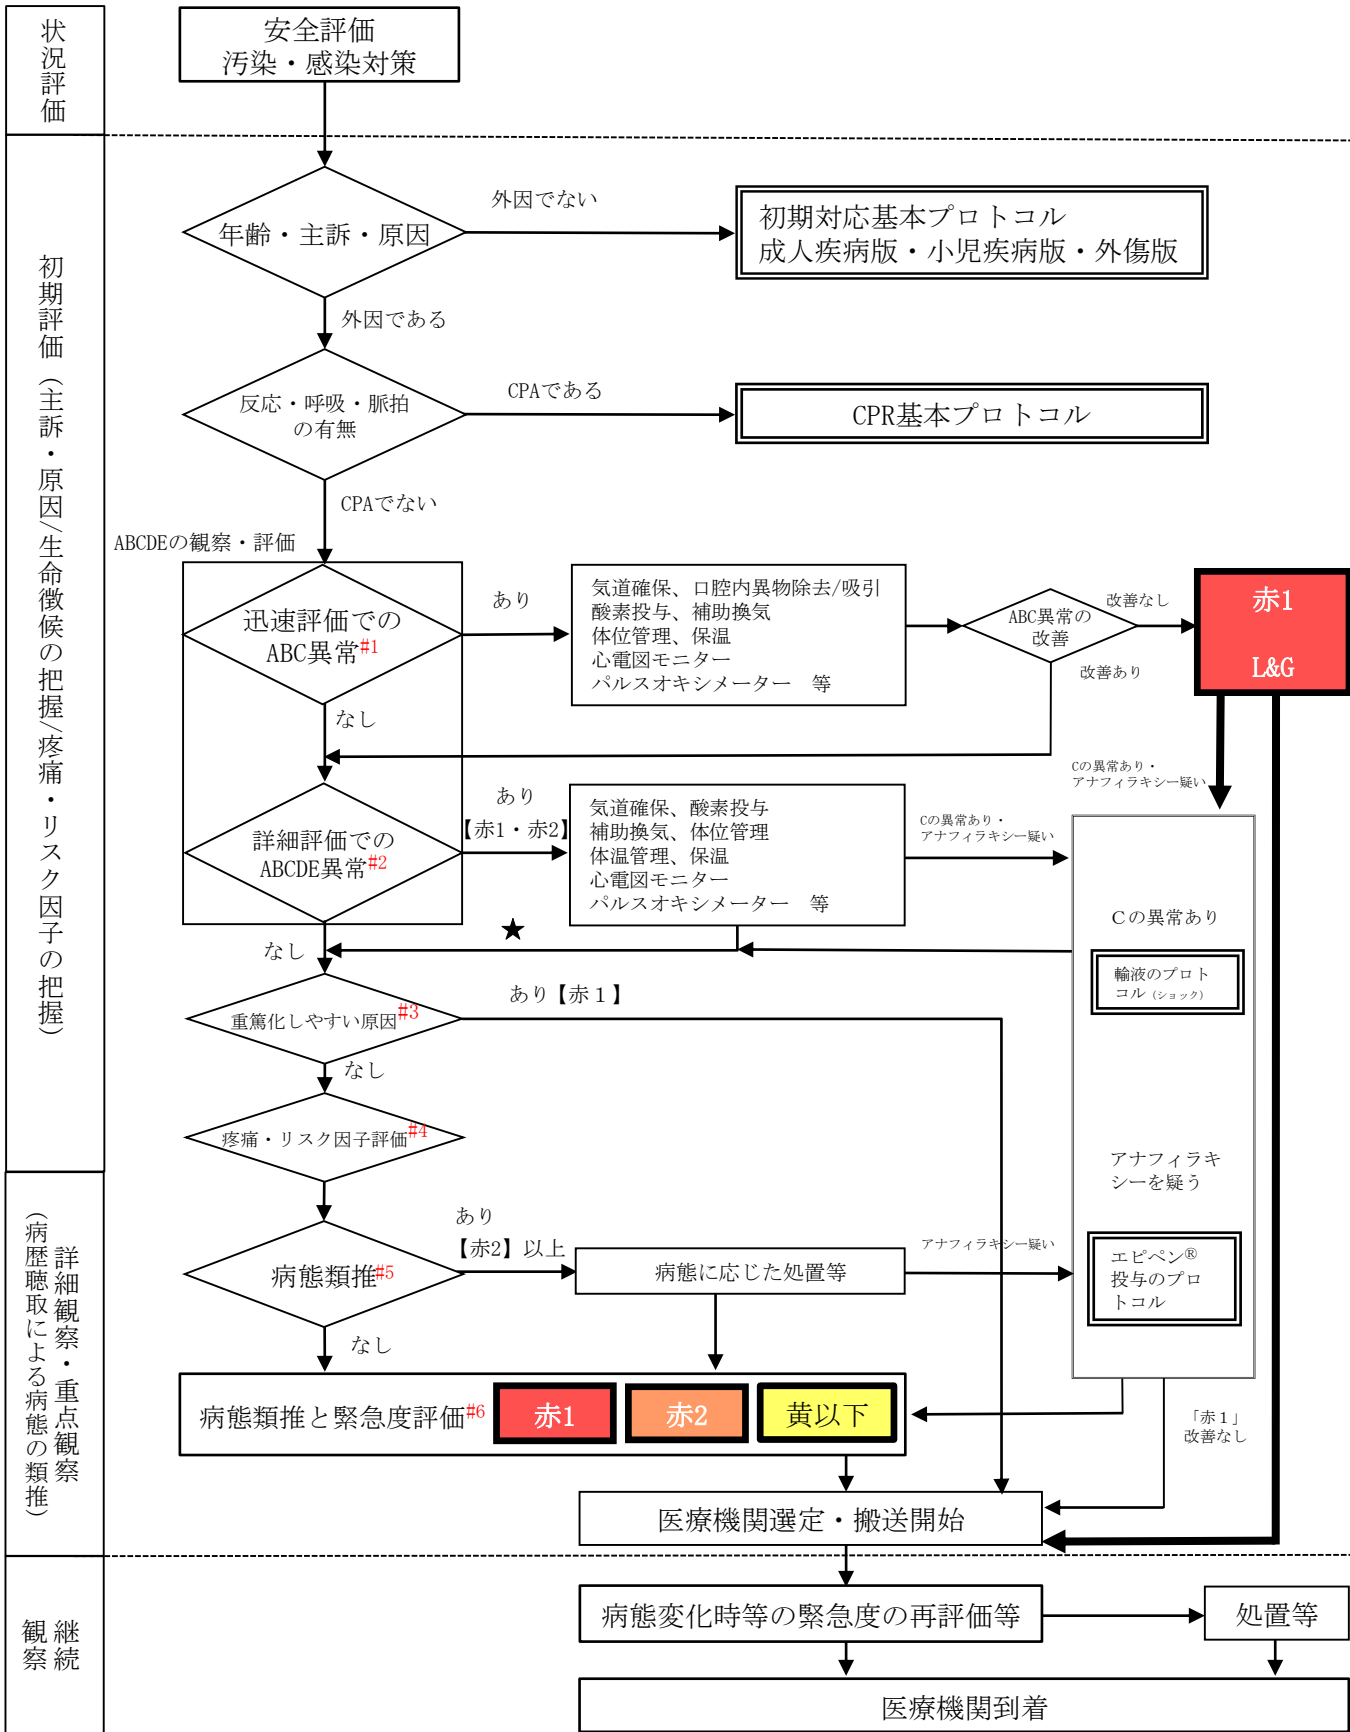 状況評価
安全評価
汚染・感染対策
初期評価（主訴・原因/生命徴候の把握/疼痛・リスク因子の把握）
年齢・主訴・原因
外因でない
初期対応基本プロトコル
成人疾病版・小児疾病版・外傷版
外因である
反応・呼吸・脈拍
の有無
CPAである
CPR基本プロトコル
CPAでない
ABCDEの観察・評価
迅速評価での
ABC異常#1
あり
気道確保、口腔内異物除去/吸引
酸素投与、補助換気
体位管理、保温
心電図モニター
パルスオキシメーター　等
ABC異常の
改善
改善なし
改善あり
赤1
L&G
なし
Cの異常あり・
アナフィラキシー疑い
詳細評価での
ABCDE異常#2
あり
【赤1・赤2】
気道確保、酸素投与
補助換気、体位管理
体温管理、保温
心電図モニター
パルスオキシメーター　等
Cの異常あり・
アナフィラキシー疑い
★
なし
Ｃの異常あり
輸液のプロト
コル（ショック）
重篤化しやすい原因#3
あり【赤１】
なし
疼痛・リスク因子評価#4
アナフィラキ
シーを疑う
エピペン®
投与のプロ
トコル
詳細観察・重点観察
（病歴聴取による病態の類推）
病態類推#5
あり
【赤2】以上
病態に応じた処置等
アナフィラキシー疑い
なし
病態類推と緊急度評価#6
赤1
赤2
黄以下
「赤１」
改善なし
医療機関選定・搬送開始
継続
観察
病態変化時等の緊急度の再評価等
処置等
医療機関到着